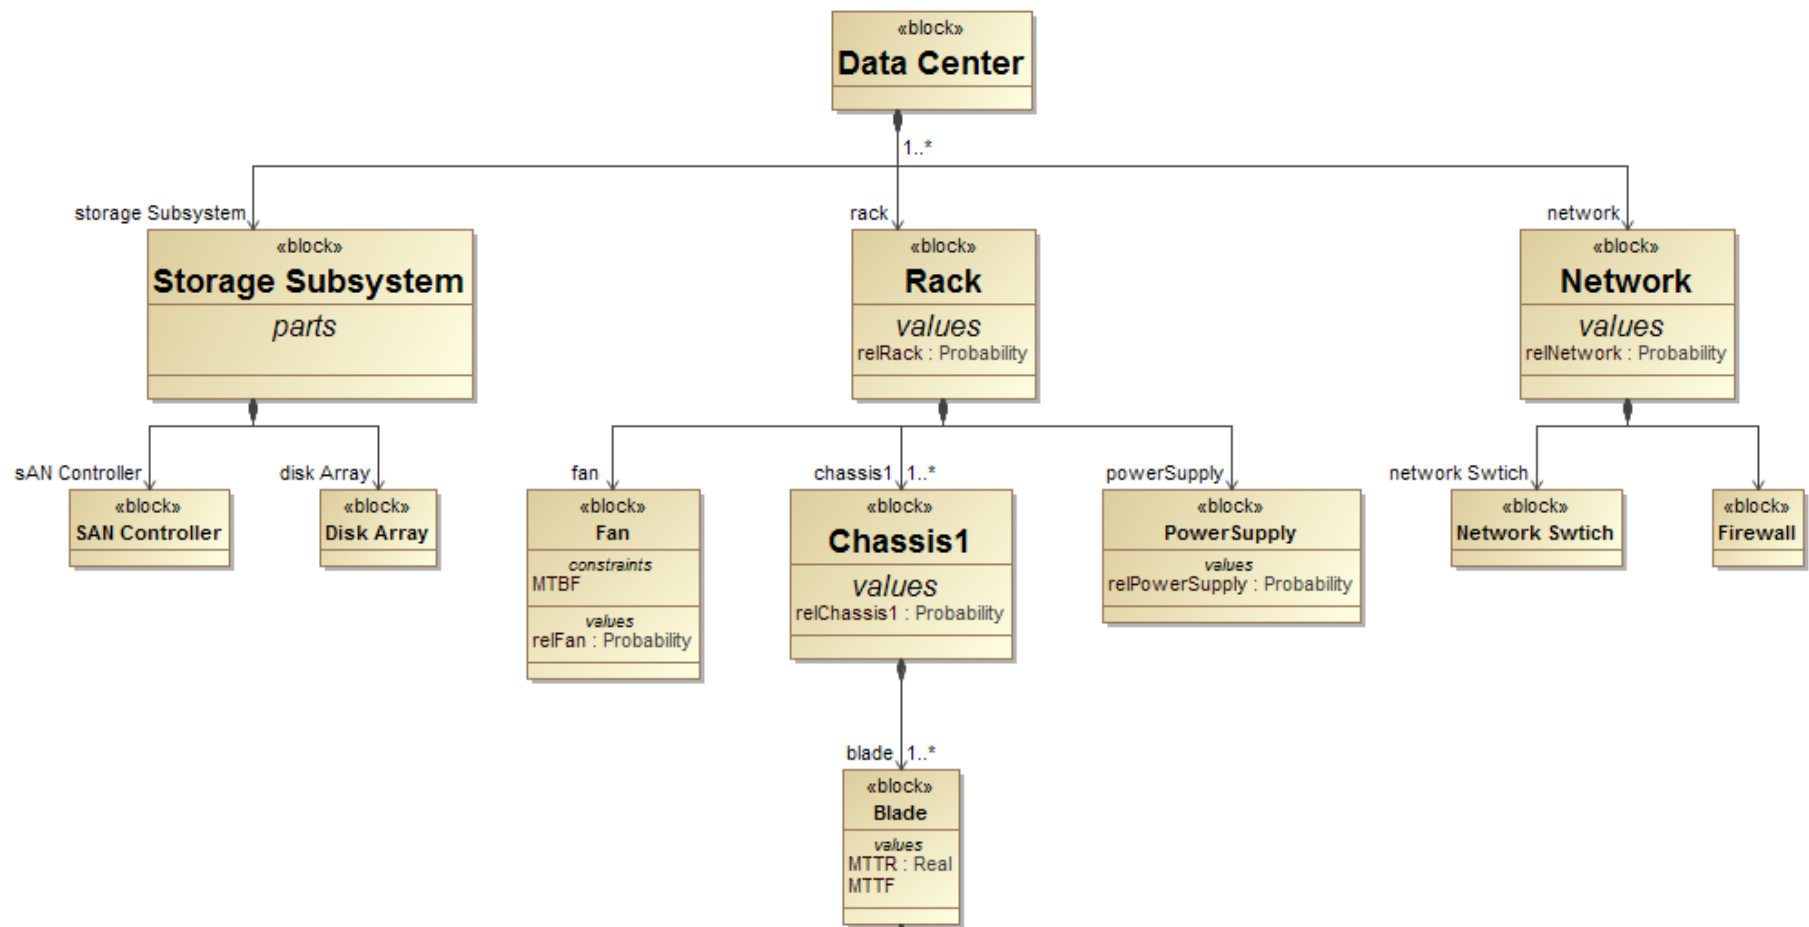 «block»
Data Center
1..*
storage Subsystem
rack
network
«block»
Storage Subsystem
parts
«block»
Rack
values
relRack : Probability
«block»
Network
values
relNetwork : Probability
sAN Controller
disk Array
fan
chassis1 1..*
powerSupply
network Swtich
«block»
SAN Controller
«block»
Disk Array
«block»
Fan
constraints
MTBF
values
relFan : Probability
«block»
Chassis1
values
relChassis1 : Probability
«block»
PowerSupply
values
relPowerSupply : Probability
«block»
Network Swtich
«block»
Firewall
blade 1..*
«block»
Blade
values
MTTR : Real
MTTF